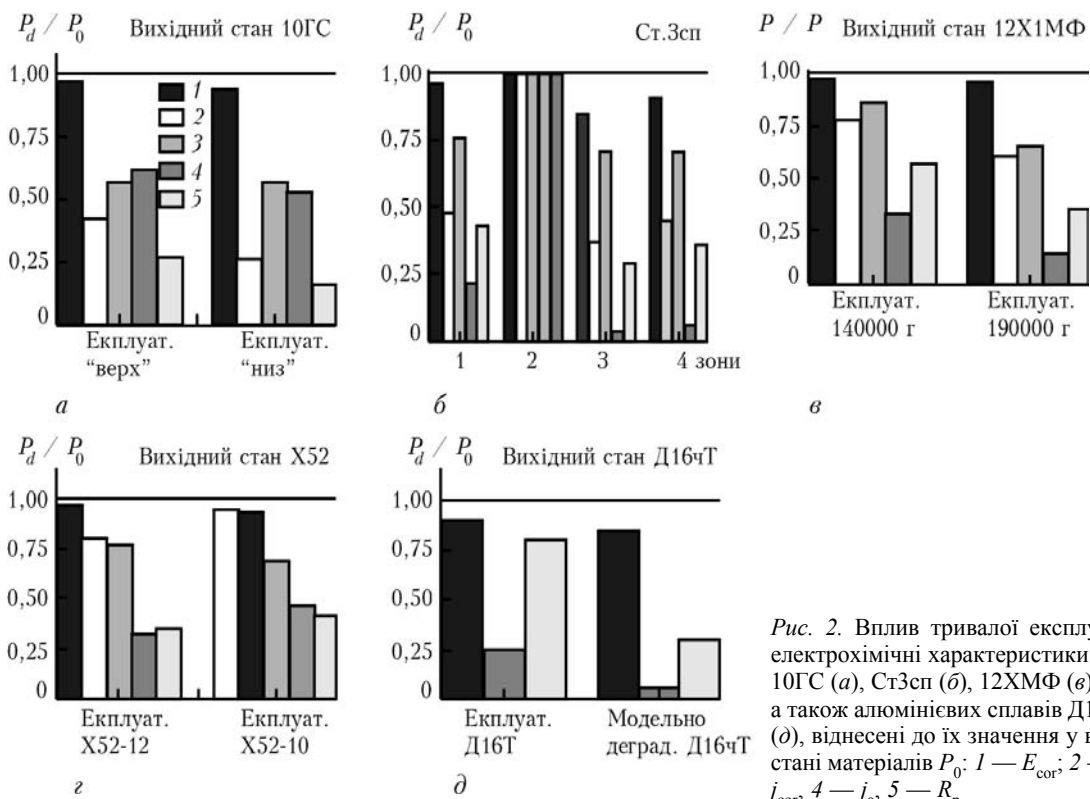 P_d / P_0 Вихідний стан 10ГС
1,00
0,75
0,50
0,25
0
1
2
3
4
5
Екплуат. “верх”
Екплуат. “низ”
а
P_d / P_0 Ст.3сп
1,00
0,75
0,50
0,25
0
1 2 3 4 зони
б
P / P Вихідний стан 12Х1МФ
1,00
0,75
0,50
0,25
0
Екплуат. 140000 г
Екплуат. 190000 г
в
P_d / P_0 Вихідний стан Х52
1,00
0,75
0,50
0,25
0
Екплуат. Х52-12
Екплуат. Х52-10
г
P_d / P_0 Вихідний стан Д16чТ
1,00
0,75
0,50
0,25
0
Екплуат. Д16Т
Модельно деград. Д16чТ
д
Рис. 2. Вплив тривалої експлу
електрохімічні характеристики
10ГС (а), Ст3сп (б), 12ХМФ (в)
а також алюмінієвих сплавів Д1
(д), віднесені до їх значення у в
стані матеріалів P_0: 1 — E_cor; 2 –
j_cor, 4 — j_e, 5 — R